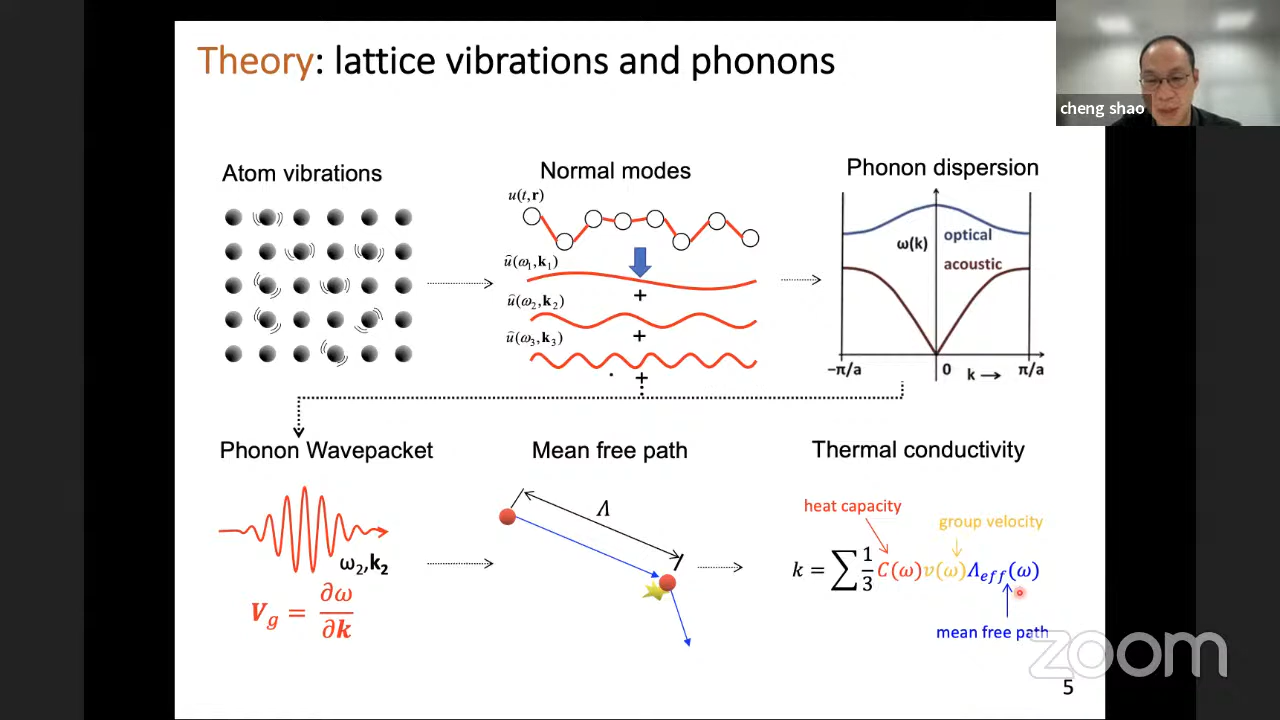 Theory: lattice vibrations and phonons
cheng shao
Atom vibrations
Normal modes
u(t,r)
û(ω₁,k₁)
+
û(ω₂,k₂)
+
û(ω₃,k₃)
+
Phonon dispersion
ω(k)
optical
acoustic
−π/a
0
k →
π/a
Phonon Wavepacket
ω₂,k₂
V_g = ∂ω/∂k
Mean free path
Λ
Thermal conductivity
heat capacity
group velocity
k = ∑ 1/3 C(ω)v(ω)Λ_eff(ω)
mean free path
zoom
5